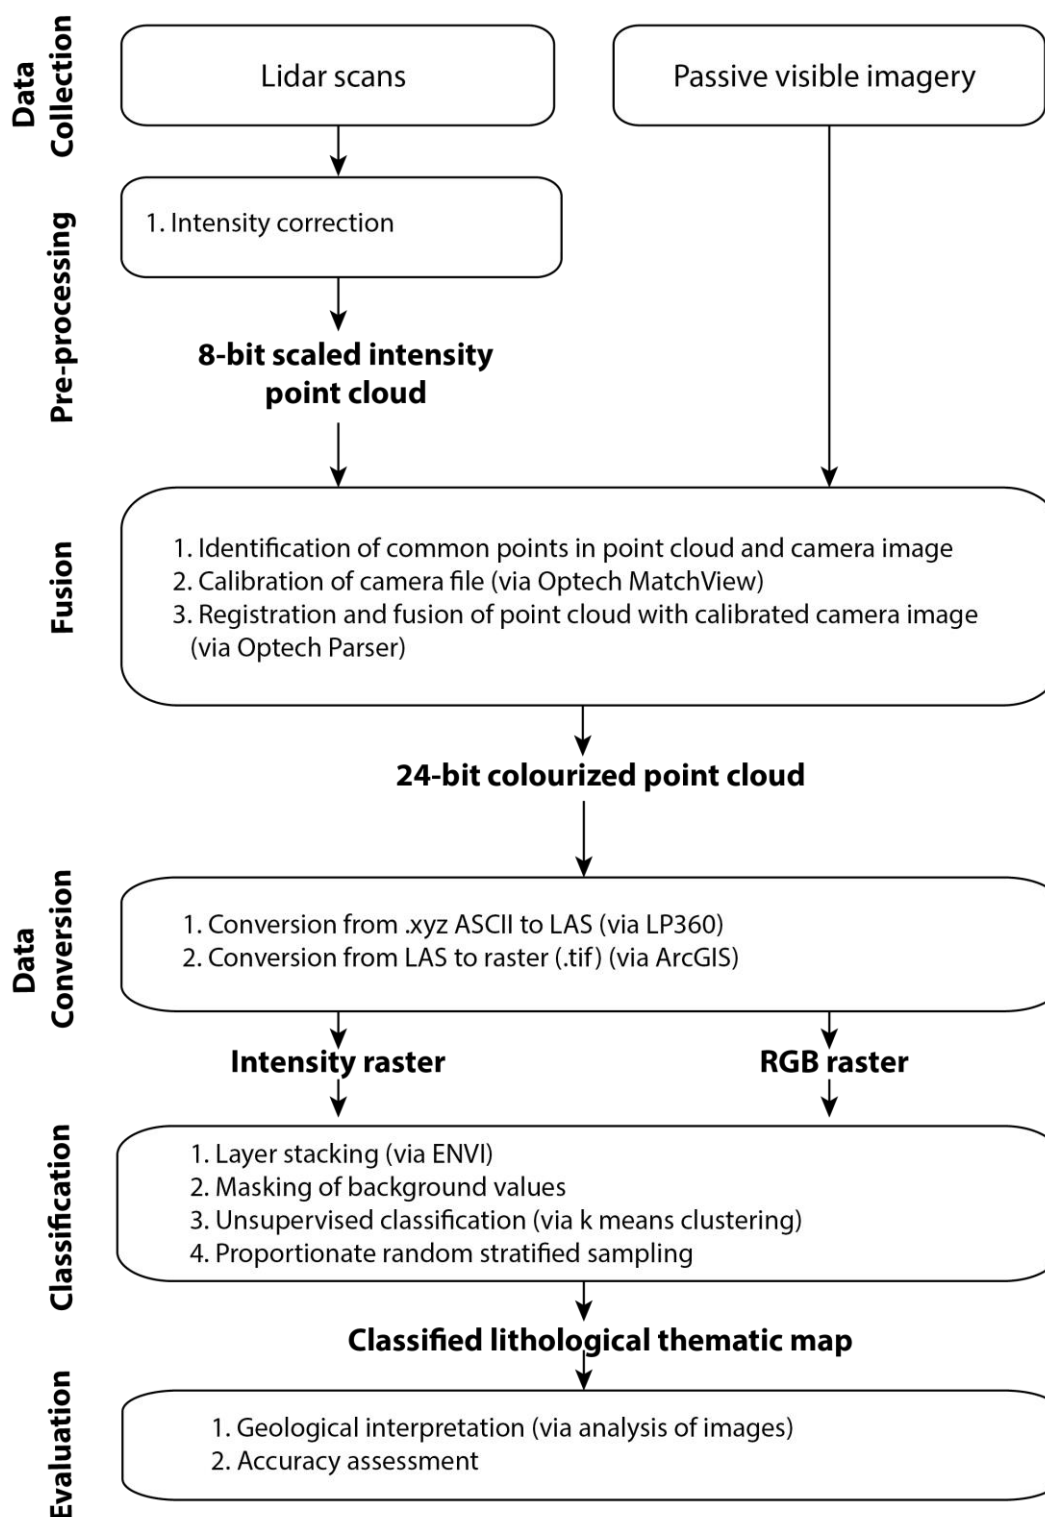 Data
Collection
Lidar scans
Passive visible imagery
Pre-processing
1. Intensity correction
8-bit scaled intensity
point cloud
Fusion
1. Identification of common points in point cloud and camera image
2. Calibration of camera file (via Optech MatchView)
3. Registration and fusion of point cloud with calibrated camera image
(via Optech Parser)
24-bit colourized point cloud
Data
Conversion
1. Conversion from .xyz ASCII to LAS (via LP360)
2. Conversion from LAS to raster (.tif) (via ArcGIS)
Intensity raster
RGB raster
Classification
1. Layer stacking (via ENVI)
2. Masking of background values
3. Unsupervised classification (via k means clustering)
4. Proportionate random stratified sampling
Classified lithological thematic map
Evaluation
1. Geological interpretation (via analysis of images)
2. Accuracy assessment